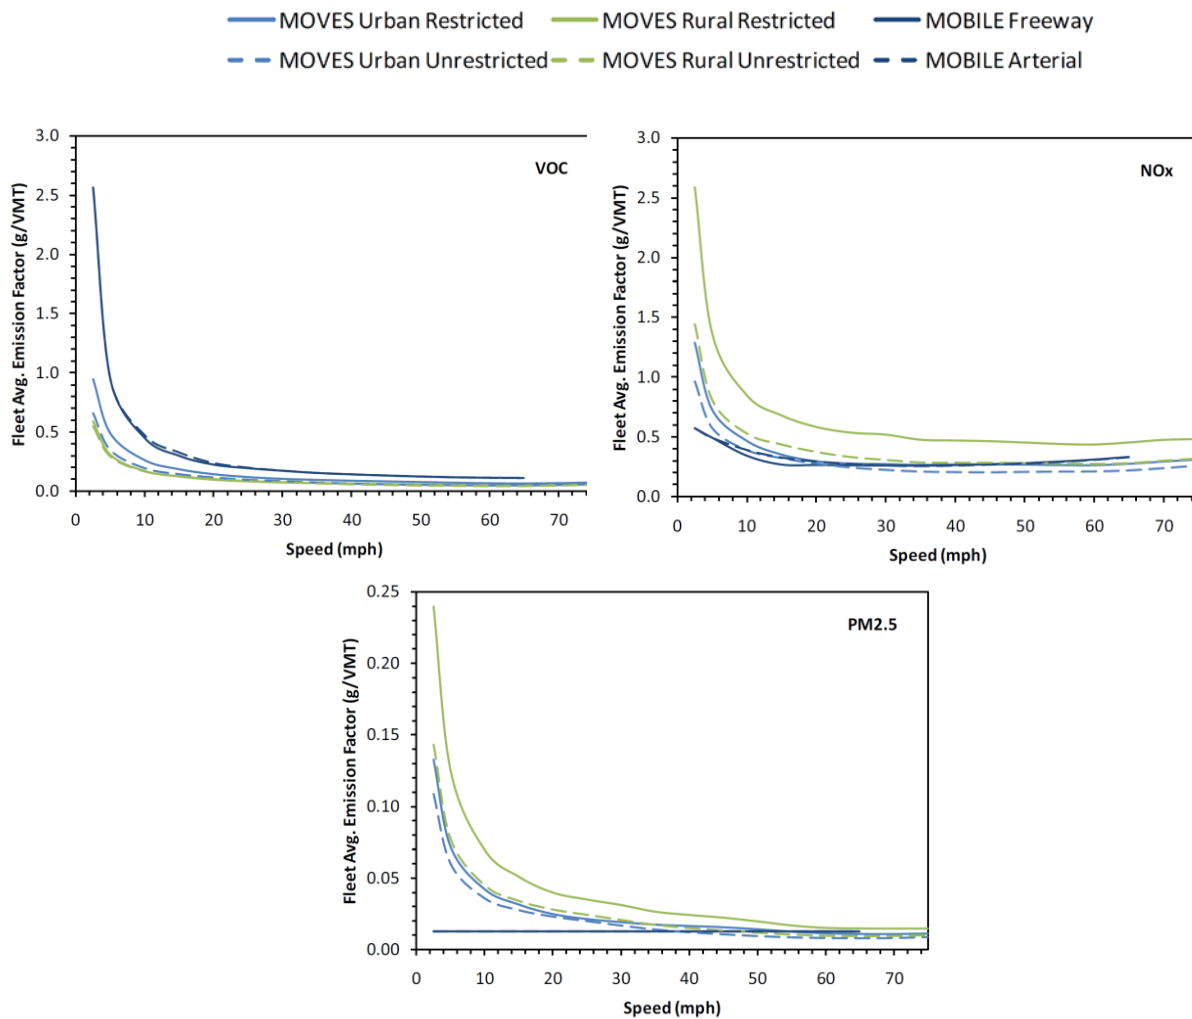 MOVES Urban Restricted MOVES Rural Restricted MOBILE Freeway
MOVES Urban Unrestricted MOVES Rural Unrestricted MOBILE Arterial
VOC
Fleet Avg. Emission Factor (g/VMT)
3.0
2.5
2.0
1.5
1.0
0.5
0.0
0 10 20 30 40 50 60 70
Speed (mph)
NOx
Fleet Avg. Emission Factor (g/VMT)
3.0
2.5
2.0
1.5
1.0
0.5
0.0
0 10 20 30 40 50 60 70
Speed (mph)
PM2.5
Fleet Avg. Emission Factor (g/VMT)
0.25
0.20
0.15
0.10
0.05
0.00
0 10 20 30 40 50 60 70
Speed (mph)